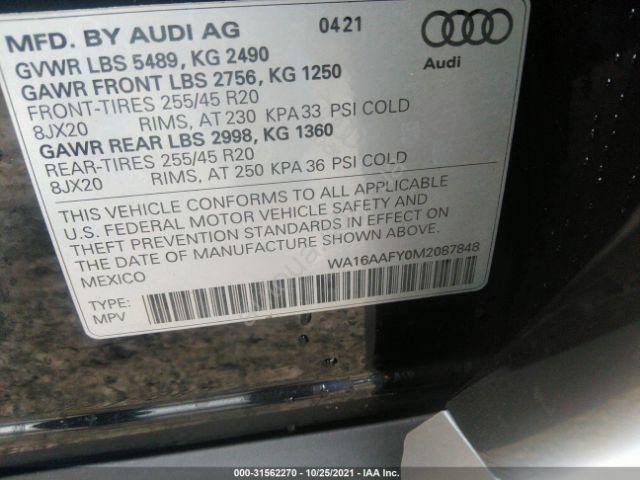 MFD. BY AUDI AG 0421
GVWR LBS 5489, KG 2490
GAWR FRONT LBS 2756, KG 1250
FRONT-TIRES 255/45 R20
8JX20 RIMS, AT 230 KPA 33 PSI COLD
GAWR REAR LBS 2998, KG 1360
REAR-TIRES 255/45 R20
8JX20 RIMS, AT 250 KPA 36 PSI COLD
Audi
THIS VEHICLE CONFORMS TO ALL APPLICABLE
U.S. FEDERAL MOTOR VEHICLE SAFETY AND
THEFT PREVENTION STANDARDS IN EFFECT ON
THE DATE OF MANUFACTURE SHOWN ABOVE.
MEXICO
WA16AAFY0M2087848
TYPE:
MPV
000-31562270 - 10/25/2021 - IAA Inc.